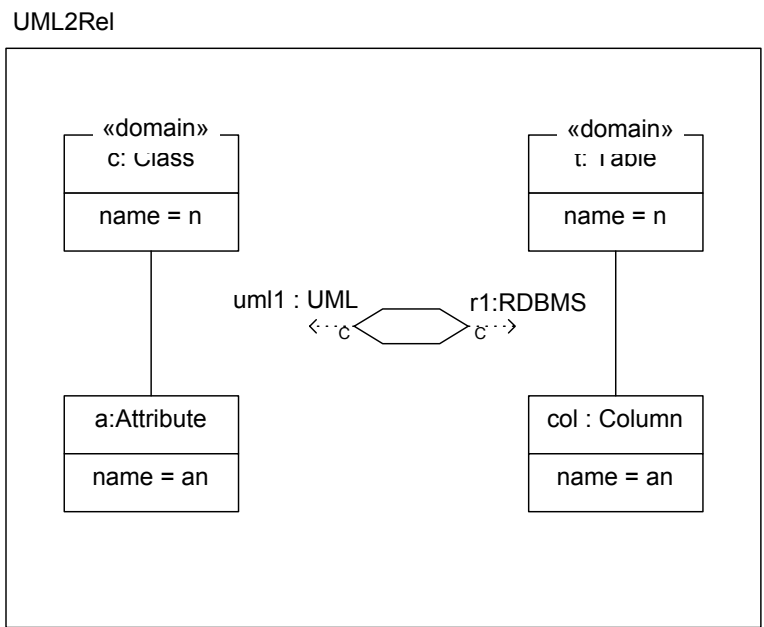 UML2Rel
«domain»
c: Class
name = n
«domain»
t: Table
name = n
uml1 : UML
r1:RDBMS
C
C
a:Attribute
name = an
col : Column
name = an